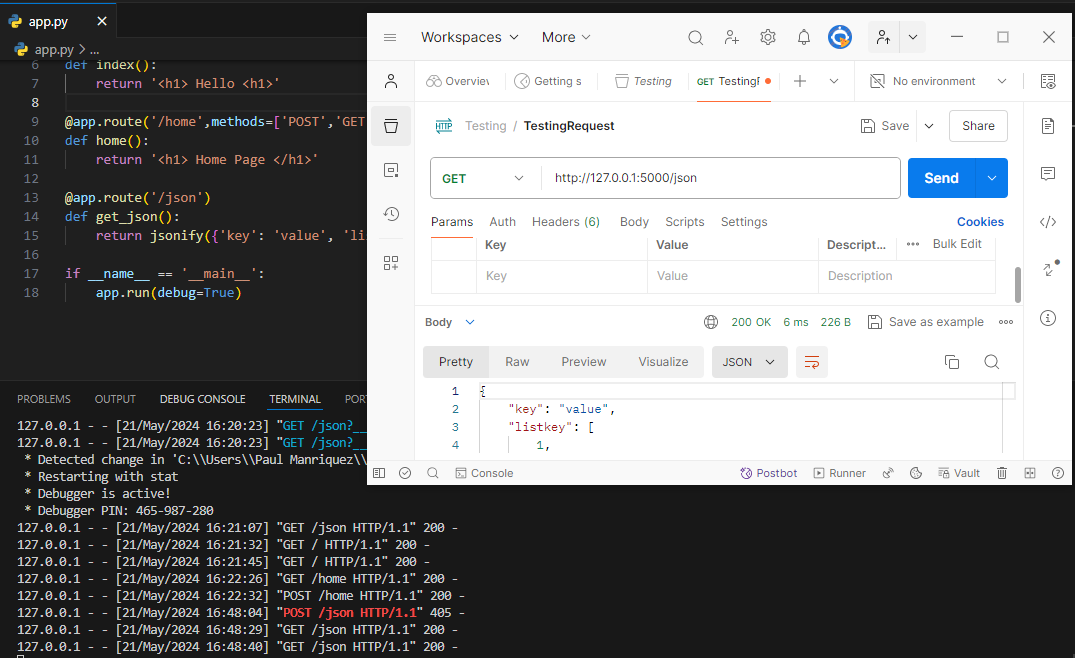 app.py
app.py > ...
6 def index():
7 return '<h1> Hello <h1>'
8
9 @app.route('/home',methods=['POST','GET
10 def home():
11 return '<h1> Home Page </h1>'
12
13 @app.route('/json')
14 def get_json():
15 return jsonify({'key': 'value', 'li
16
17 if __name__ == '__main__':
18 app.run(debug=True)
Workspaces More
Overview Getting s Testing GET TestingF No environment
HTTP Testing / TestingRequest Save Share
GET http://127.0.0.1:5000/json Send
Params Auth Headers (6) Body Scripts Settings Cookies
Key Value Descript... Bulk Edit
Key Value Description
Body 200 OK 6 ms 226 B Save as example
Pretty Raw Preview Visualize JSON
1 {
2 "key": "value",
3 "listkey": [
4 1,
Console Postbot Runner Vault
PROBLEMS OUTPUT DEBUG CONSOLE TERMINAL POR
127.0.0.1 - - [21/May/2024 16:20:23] "GET /json?__
127.0.0.1 - - [21/May/2024 16:20:23] "GET /json?__
* Detected change in 'C:\\Users\\Paul Manriquez\\
* Restarting with stat
* Debugger is active!
* Debugger PIN: 465-987-280
127.0.0.1 - - [21/May/2024 16:21:07] "GET /json HTTP/1.1" 200 -
127.0.0.1 - - [21/May/2024 16:21:32] "GET / HTTP/1.1" 200 -
127.0.0.1 - - [21/May/2024 16:21:45] "GET / HTTP/1.1" 200 -
127.0.0.1 - - [21/May/2024 16:22:26] "GET /home HTTP/1.1" 200 -
127.0.0.1 - - [21/May/2024 16:22:32] "POST /home HTTP/1.1" 200 -
127.0.0.1 - - [21/May/2024 16:48:04] "POST /json HTTP/1.1" 405 -
127.0.0.1 - - [21/May/2024 16:48:29] "GET /json HTTP/1.1" 200 -
127.0.0.1 - - [21/May/2024 16:48:40] "GET /json HTTP/1.1" 200 -